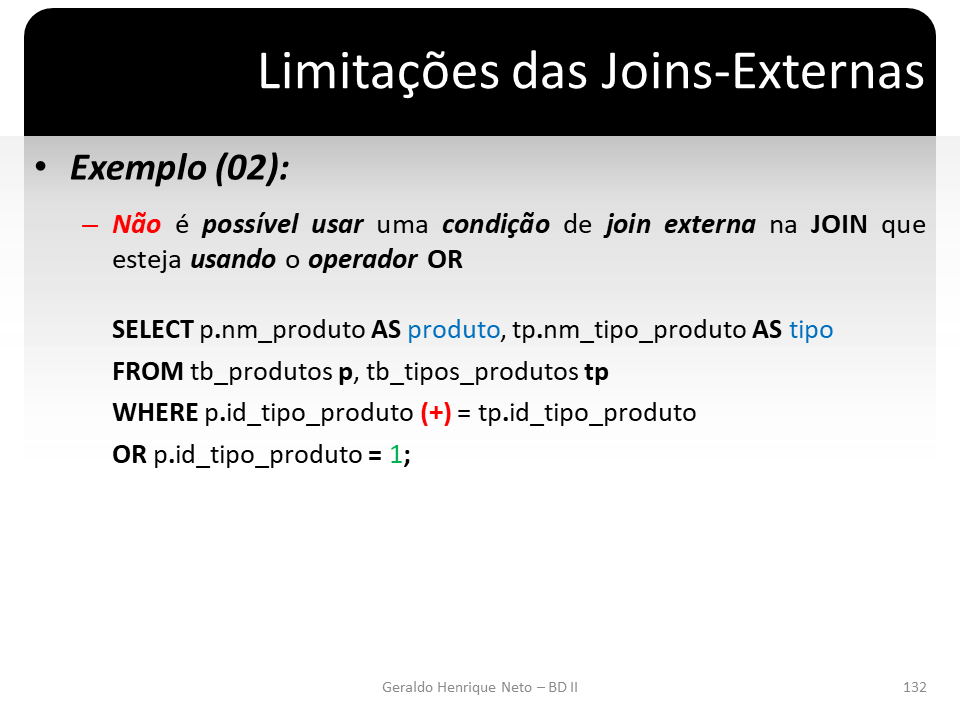 Limitações das Joins-Externas
• Exemplo (02):
– Não é possível usar uma condição de join externa na JOIN que
esteja usando o operador OR
SELECT p.nm_produto AS produto, tp.nm_tipo_produto AS tipo
FROM tb_produtos p, tb_tipos_produtos tp
WHERE p.id_tipo_produto (+) = tp.id_tipo_produto
OR p.id_tipo_produto = 1;
Geraldo Henrique Neto – BD II
132